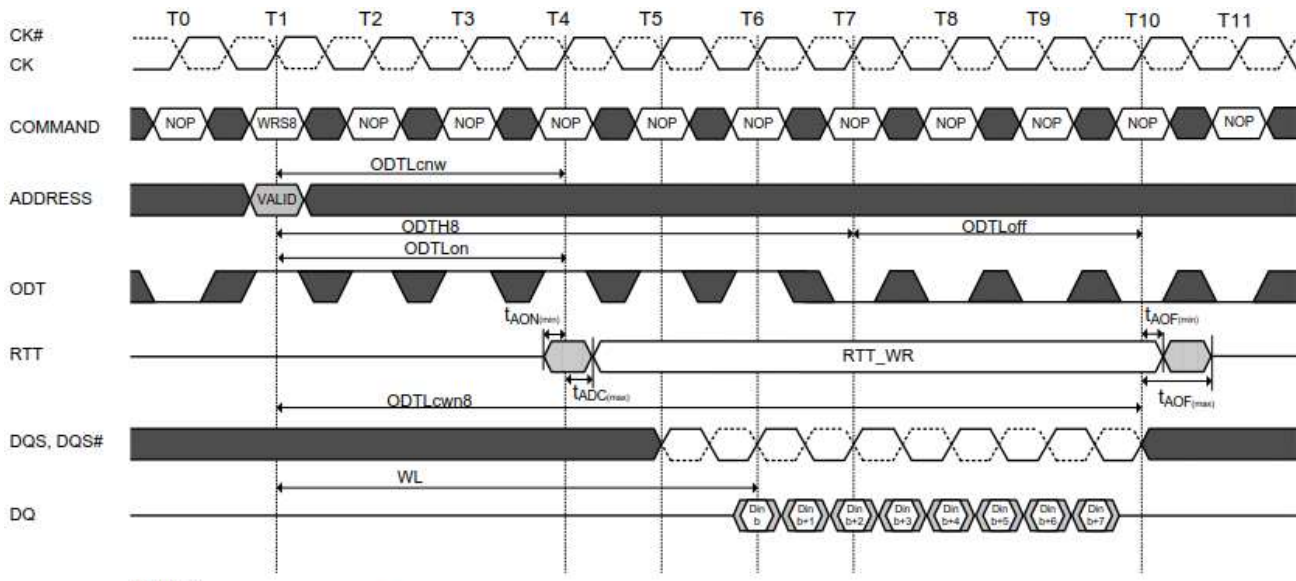 T0 T1 T2 T3 T4 T5 T6 T7 T8 T9 T10 T11
CK#
CK
COMMAND NOP WRS8 NOP NOP NOP NOP NOP NOP NOP NOP NOP NOP
ODTLcnw
ADDRESS VALID
ODTH8 ODTLoff
ODTLon
ODT
tAON(min) tAOF(min)
RTT RTT_WR
tADC(max) tAOF(max)
ODTLcwn8
DQS, DQS#
WL
DQ Din b Din b+1 Din b+2 Din b+3 Din b+4 Din b+5 Din b+6 Din b+7